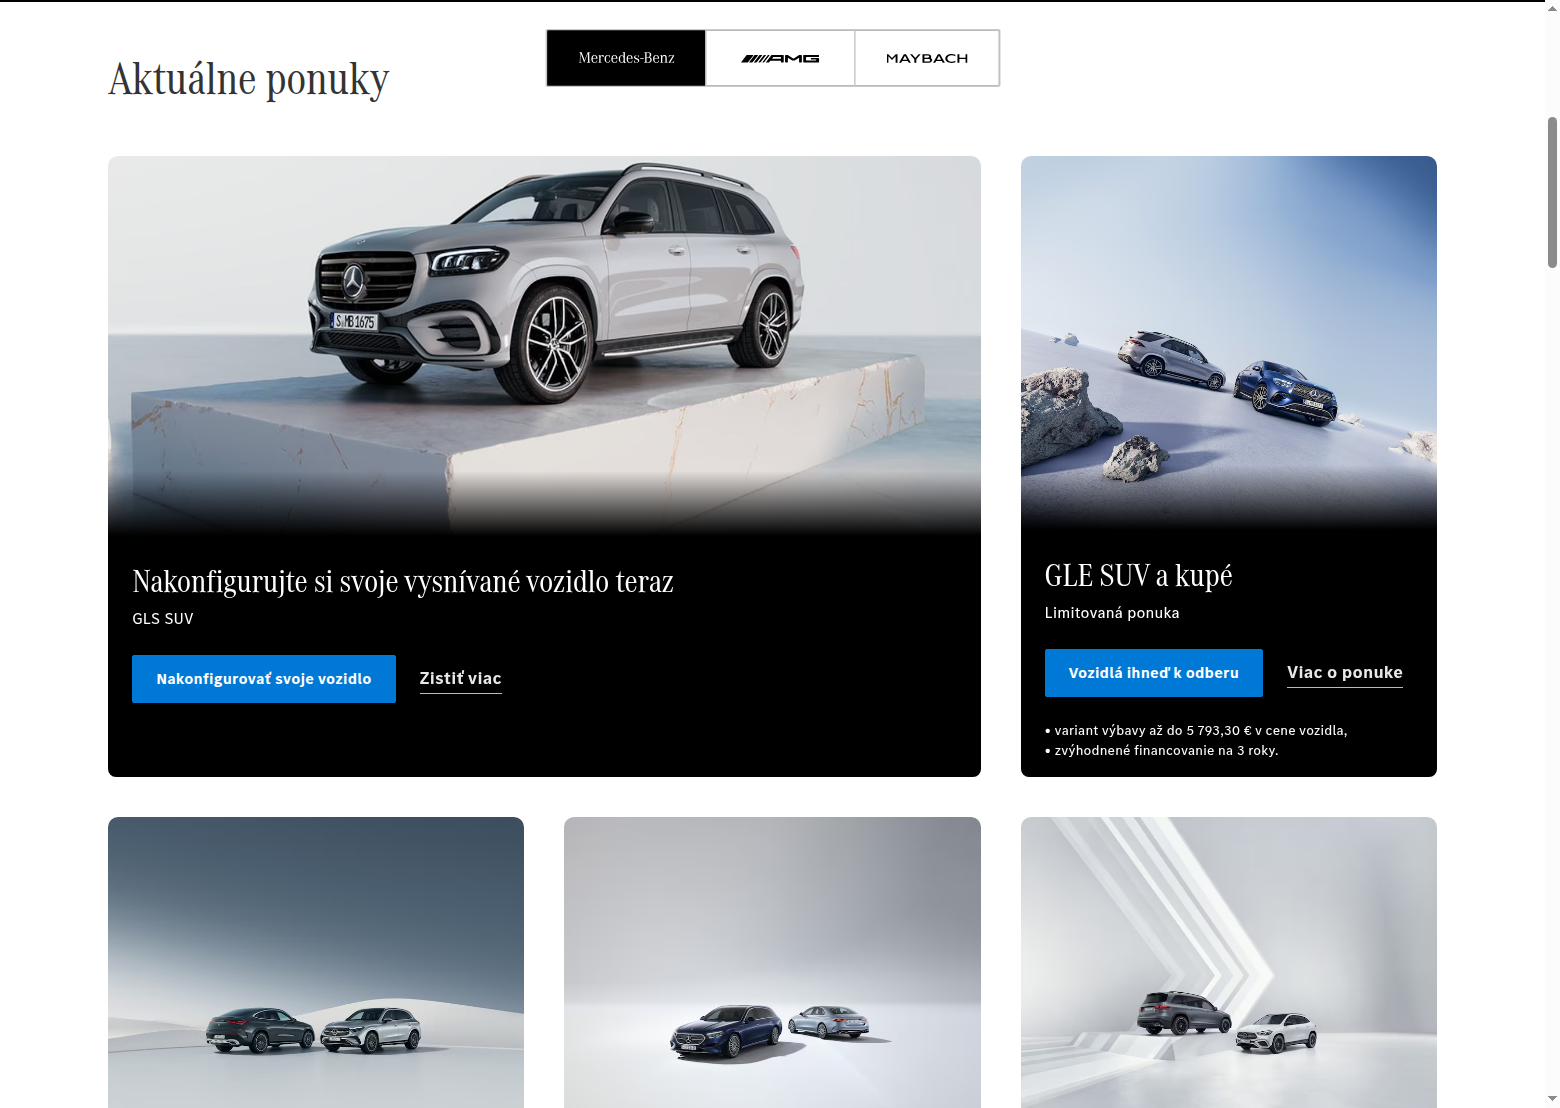 Aktuálne ponuky
Mercedes-Benz
AMG
MAYBACH
S MB 1675
Nakonfigurujte si svoje vysnívané vozidlo teraz
GLS SUV
Nakonfigurovať svoje vozidlo
Zistiť viac
GLE SUV a kupé
Limitovaná ponuka
Vozidlá ihneď k odberu
Viac o ponuke
• variant výbavy až do 5 793,30 € v cene vozidla,
• zvýhodnené financovanie na 3 roky.